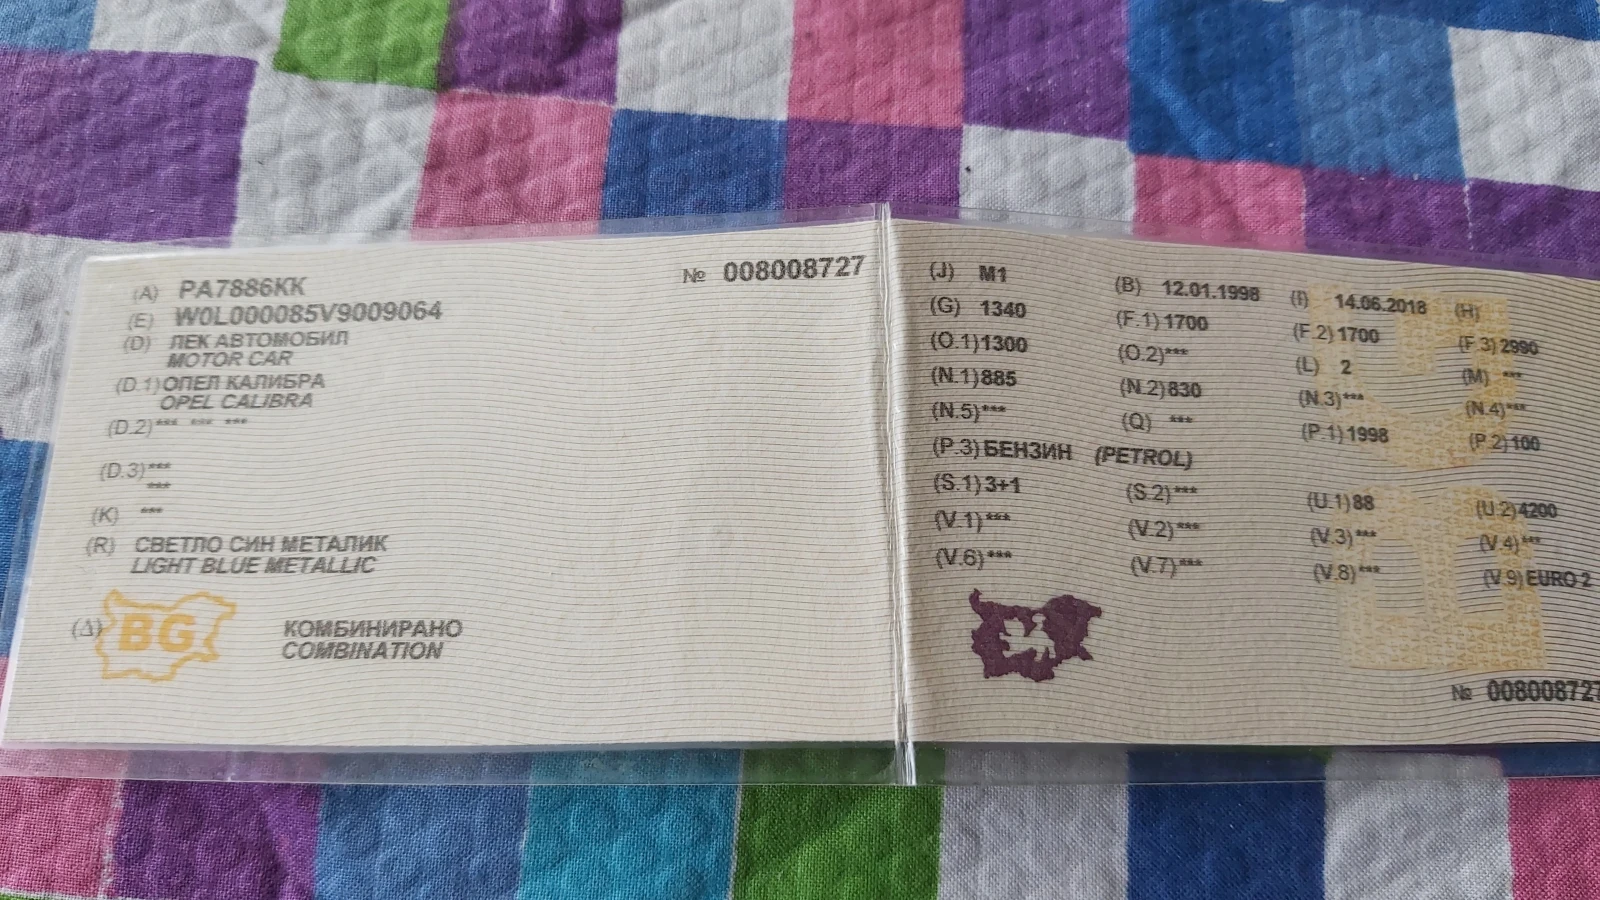 № 008008727
(A) РА7886КК
(E) W0L000085V9009064
(D) ЛЕК АВТОМОБИЛ
MOTOR CAR
(D.1) ОПЕЛ КАЛИБРА
OPEL CALIBRA
(D.2) *** *** ***
(D.3) ***
***
(K) ***
(R) СВЕТЛО СИН МЕТАЛИК
LIGHT BLUE METALLIC
(Δ) BG КОМБИНИРАНО
COMBINATION
(J) M1 (B) 12.01.1998 (I) 14.06.2018 (H)
(G) 1340 (F.1) 1700 (F.2) 1700 (F.3) 2990
(O.1) 1300 (O.2) *** (L) 2 (M) ***
(N.1) 885 (N.2) 830 (N.3) *** (N.4) ***
(N.5) *** (Q) *** (P.1) 1998 (P.2) 100
(P.3) БЕНЗИН (PETROL)
(S.1) 3+1 (S.2) *** (U.1) 88 (U.2) 4200
(V.1) *** (V.2) *** (V.3) *** (V.4) ***
(V.6) *** (V.7) *** (V.8) *** (V.9) EURO 2
№ 008008727